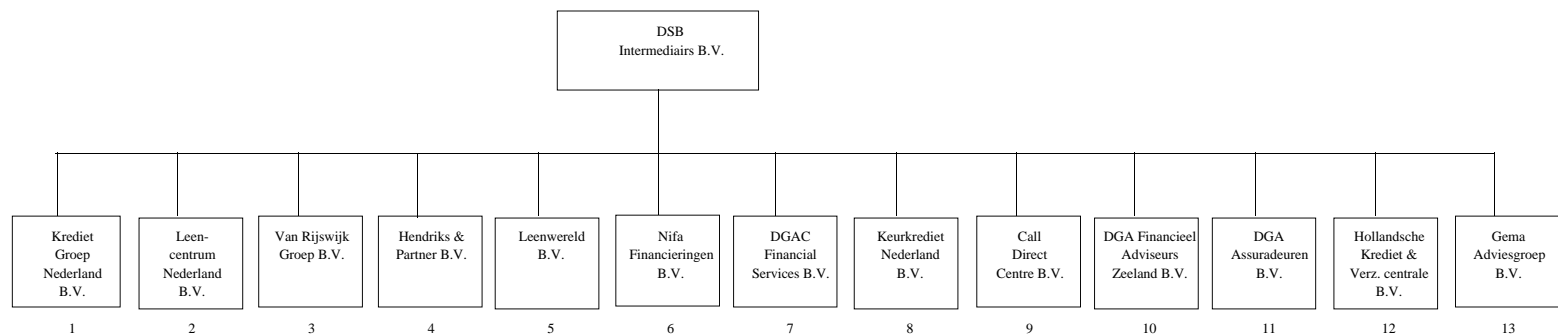 DSB
Intermediairs B.V.
Krediet
Groep
Nederland
B.V.
Leen-
centrum
Nederland
B.V.
Van Rijswijk
Groep B.V.
Hendriks &
Partner B.V.
Leenwereld
B.V.
Nifa
Financieringen
B.V.
DGAC
Financial
Services B.V.
Keurkrediet
Nederland
B.V.
Call
Direct
Centre B.V.
DGA Financieel
Adviseurs
Zeeland B.V.
DGA
Assuradeuren
B.V.
Hollandsche
Krediet &
Verz. centrale
B.V.
Gema
Adviesgroep
B.V.
1 2 3 4 5 6 7 8 9 10 11 12 13